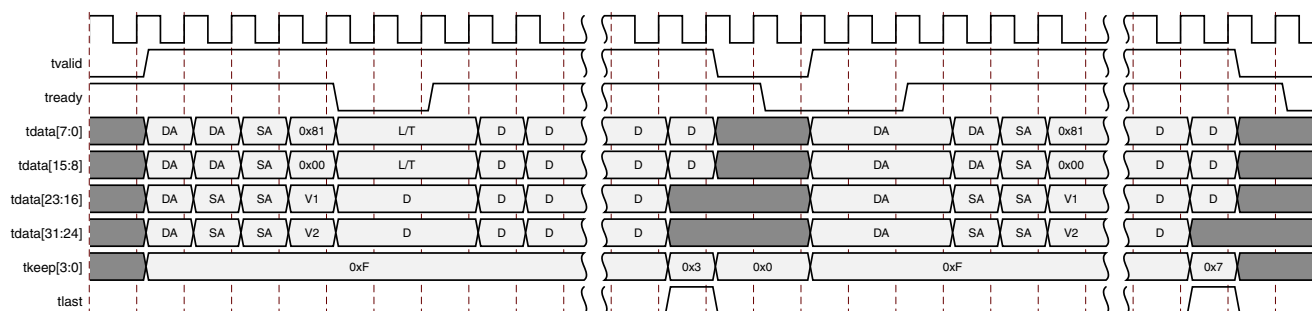 tvalid
tready
tdata[7:0] DA DA SA 0x81 L/T D D D D DA DA SA 0x81 D D
tdata[15:8] DA DA SA 0x00 L/T D D D D DA DA SA 0x00 D D
tdata[23:16] DA SA SA V1 D D D D DA SA SA V1 D D
tdata[31:24] DA SA SA V2 D D D D DA SA SA V2 D
tkeep[3:0] 0xF 0x3 0x0 0xF 0x7
tlast